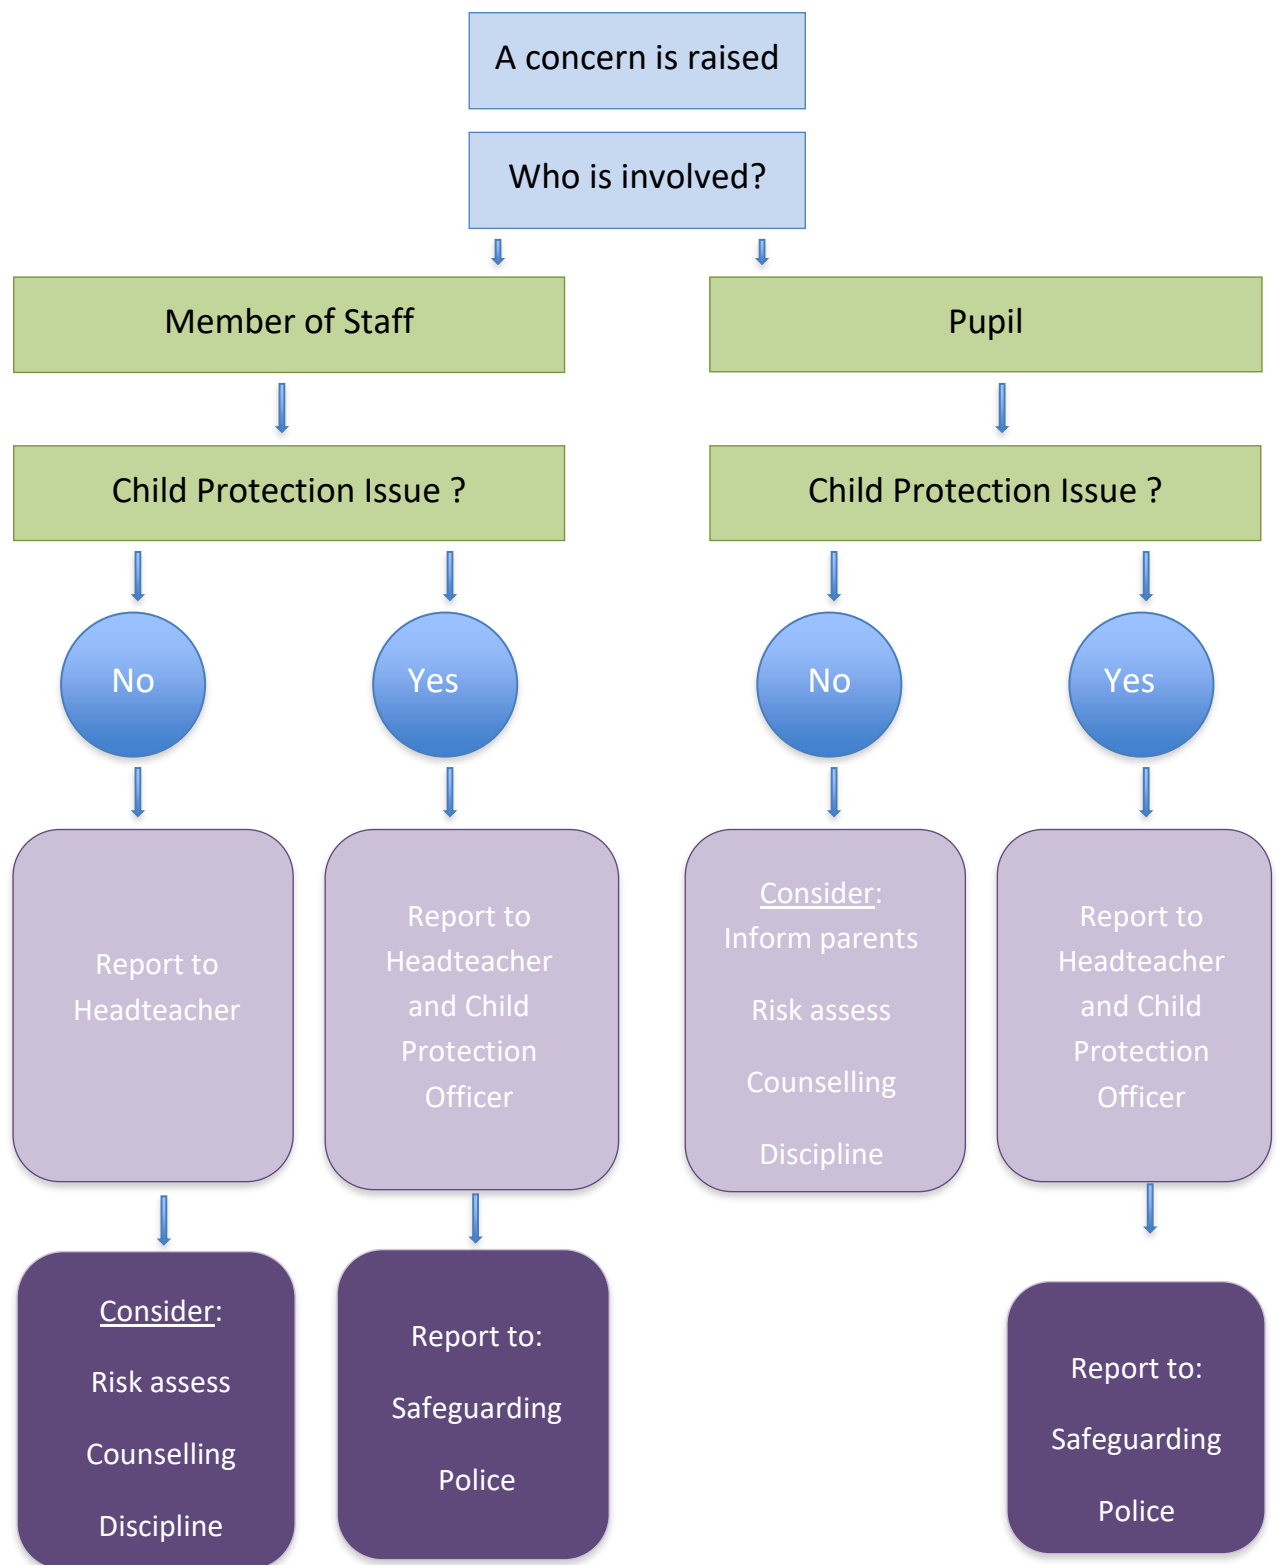 A concern is raised
Who is involved?
Member of Staff
Pupil
Child Protection Issue ?
Child Protection Issue ?
No
Yes
No
Yes
Report to
Headteacher
Report to
Headteacher
and Child
Protection
Officer
Consider:
Inform parents
Risk assess
Counselling
Discipline
Report to
Headteacher
and Child
Protection
Officer
Consider:
Risk assess
Counselling
Discipline
Report to:
Safeguarding
Police
Report to:
Safeguarding
Police